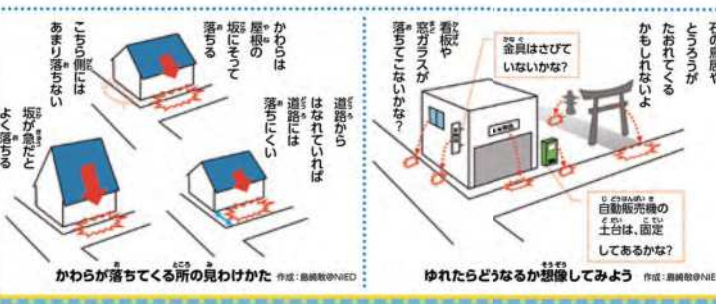 かわらは
屋根の
坂にそって
落ちる
こちら側には
あまり落ちない
道路から
はなれていれば
道路には
落ちにくい
坂が急だと
よく落ちる
かわらが落ちてくる所の見わけかた 作成:島崎敢@NIED
石の鳥居や
とうろうが
たおれてくる
かもしれないよ
金具はさびて
いないかな?
看板や
窓ガラスが
落ちてこないかな?
自動販売機の
土台は、固定
してあるかな?
ゆれたらどうなるか想像してみよう 作成:島崎敢@NIED